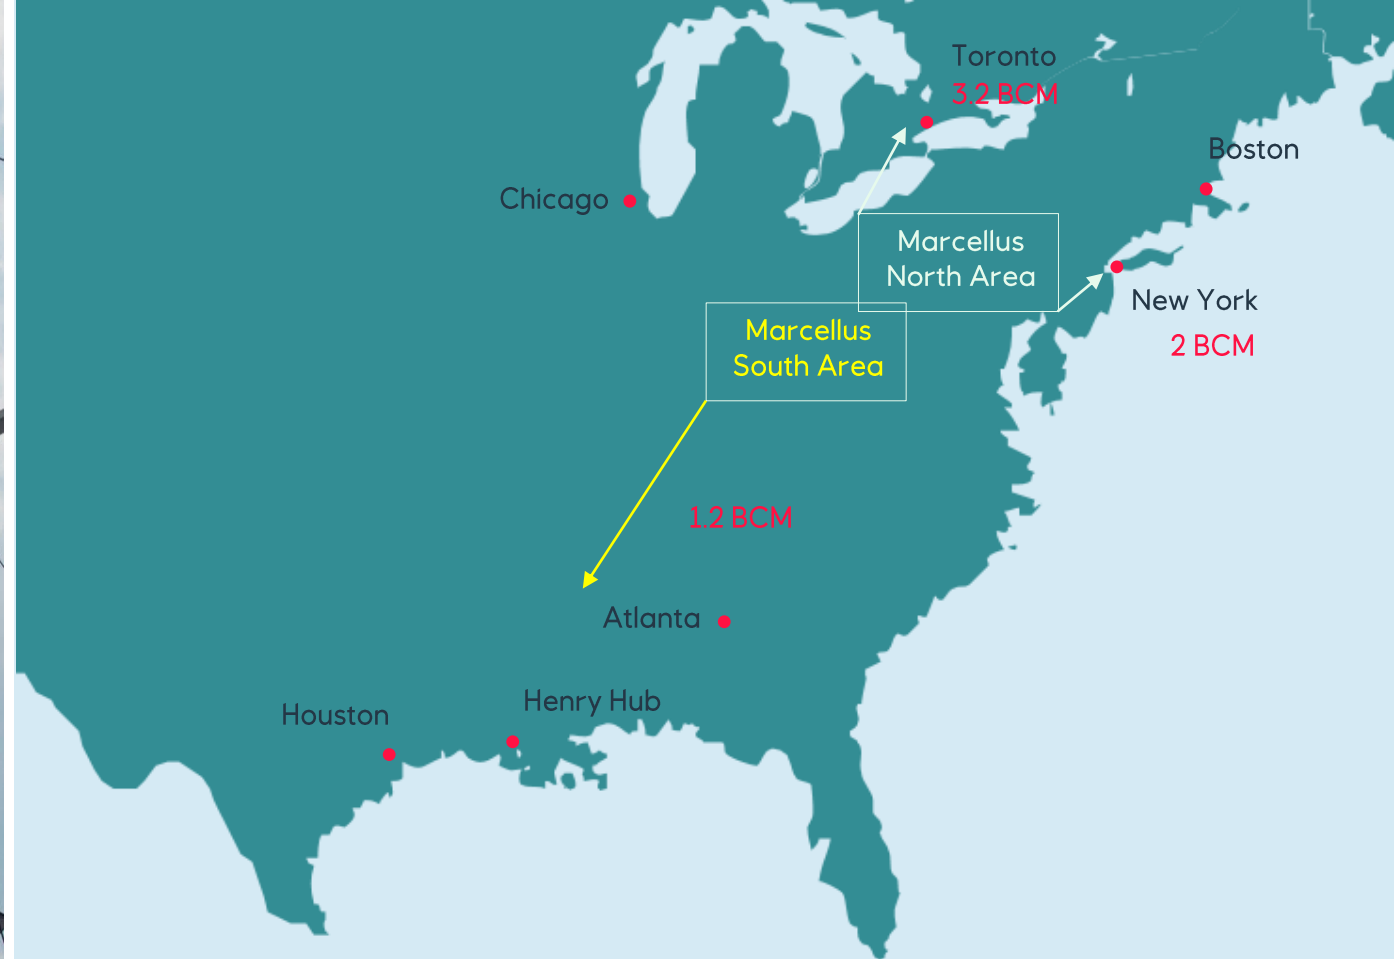 Toronto
3.2 BCM
Boston
Chicago
Marcellus
North Area
New York
2 BCM
Marcellus
South Area
1.2 BCM
Atlanta
Henry Hub
Houston